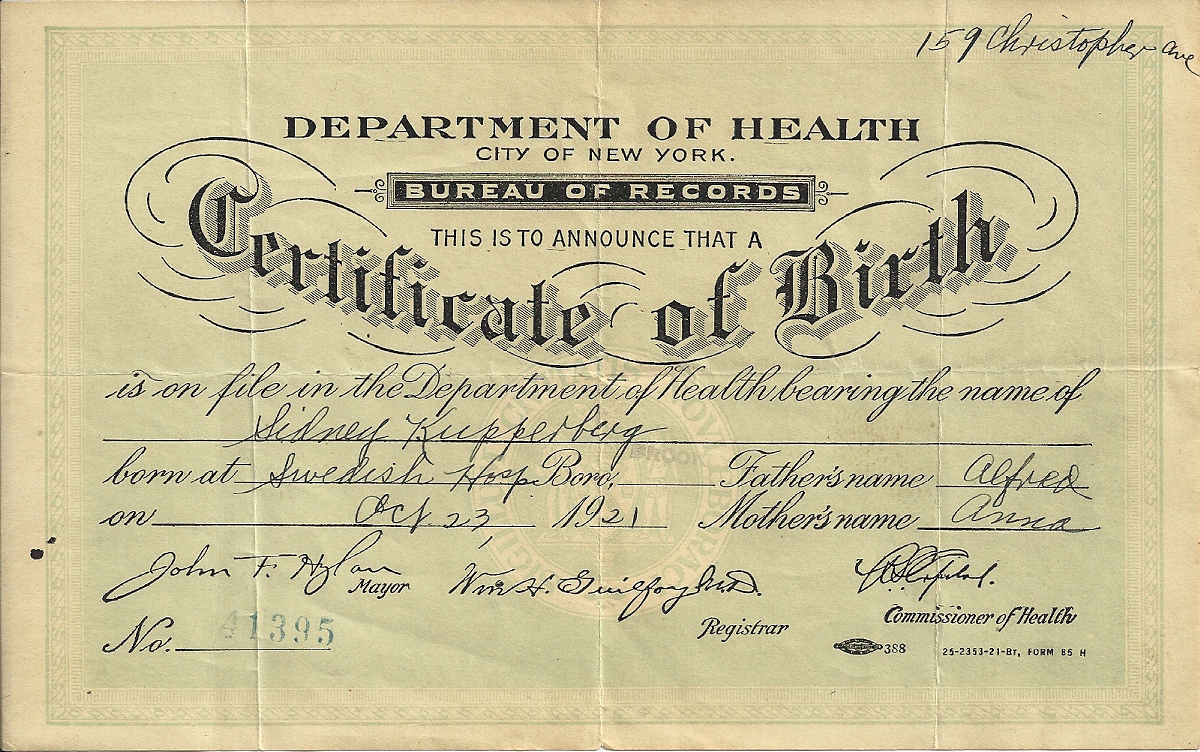 159 Christopher Ave
DEPARTMENT OF HEALTH
CITY OF NEW YORK.
BUREAU OF RECORDS
THIS IS TO ANNOUNCE THAT A
Certificate of Birth
is on file in the Department of Health bearing the name of
Sidney Kupperberg
born at Swedish Hosp. Boro, Father's name Alfred
on Oct. 23, 1921 Mother's name Anna
John F. Hylan Mayor Wm. H. Guilfoy M.D. Registrar
Commissioner of Health
No. 41395
388 25-2353-21-BT, FORM 85 H